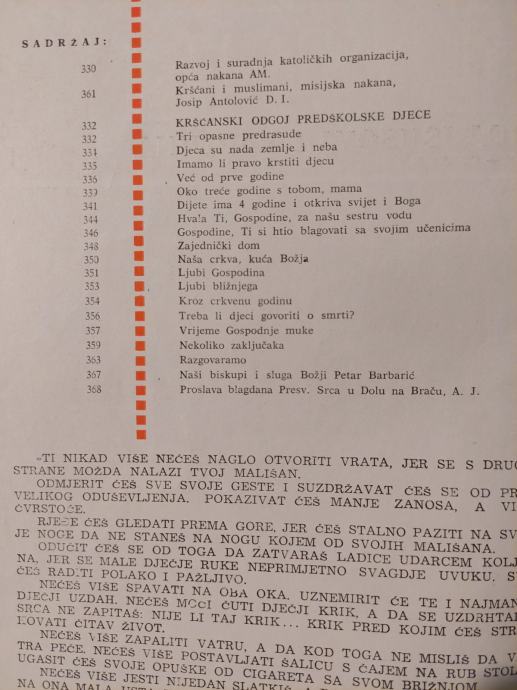 SADRŽAJ:
330 Razvoj i suradnja katoličkih organizacija,
opća nakana AM.
361 Kršćani i muslimani, misijska nakana,
Josip Antolović D. I.
332 KRŠĆANSKI ODGOJ PREDŠKOLSKE DJECE
332 Tri opasne predrasude
334 Djeca su nada zemlje i neba
335 Imamo li pravo krstiti djecu
336 Već od prve godine
339 Oko treće godine s tobom, mama
341 Dijete ima 4 godine i otkriva svijet i Boga
344 Hvala Ti, Gospodine, za našu sestru vodu
346 Gospodine, Ti si htio blagovati sa svojim učenicima
348 Zajednički dom
350 Naša crkva, kuća Božja
351 Ljubi Gospodina
353 Ljubi bližnjega
354 Kroz crkvenu godinu
356 Treba li djeci govoriti o smrti?
357 Vrijeme Gospodnje muke
359 Nekoliko zaključaka
363 Razgovaramo
367 Naši biskupi i sluga Božji Petar Barbarić
368 Proslava blagdana Presv. Srca u Dolu na Braču, A. J.
»TI NIKAD VIŠE NEĆEŠ NAGLO OTVORITI VRATA, JER SE S DRUG
STRANE MOŽDA NALAZI TVOJ MALIŠAN.
ODMJERIT ĆEŠ SVE SVOJE GESTE I SUZDRŽAVAT ĆEŠ SE OD PR
VELIKOG ODUŠEVLJENJA. POKAZIVAT ĆEŠ MANJE ZANOSA, A VI
ČVRSTOĆE.
RJEĐE ĆEŠ GLEDATI PREMA GORE, JER ĆEŠ STALNO PAZITI NA SV
JE NOGE DA NE STANEŠ NA NOGU KOJEM OD SVOJIH MALIŠANA.
ODUČIT ĆEŠ SE OD TOGA DA ZATVARAŠ LADICE UDARCEM KOLJ
NA, JER SE MALE DJEČJE RUKE NEPRIMJETNO SVAGDJE UVUKU. S
ĆEŠ RADITI POLAKO I PAŽLJIVO.
NEĆEŠ VIŠE SPAVATI NA OBA OKA. UZNEMIRIT ĆE TE I NAJMAN
DJEČJI UZDAH. NEĆEŠ MOĆI ČUTI DJEČJI KRIK, A DA SE UZDRHTAL
SRCA NE ZAPITAŠ: NIJE LI TAJ KRIK... KRIK PRED KOJIM ĆEŠ STR
KOVATI ČITAV ŽIVOT.
NEĆEŠ VIŠE ZAPALITI VATRU, A DA KOD TOGA NE MISLIŠ DA V
TRA PEČE. NEĆEŠ VIŠE POSTAVLJATI ŠALICU S ČAJEM NA RUB STOL
UGASIT ĆEŠ SVOJE OPUŠKE OD CIGARETA SA SVOM BRIŽNOM
NEĆEŠ VIŠE JESTI NIJEDAN SLATKIŠ, A
NA ONA MALA USTA